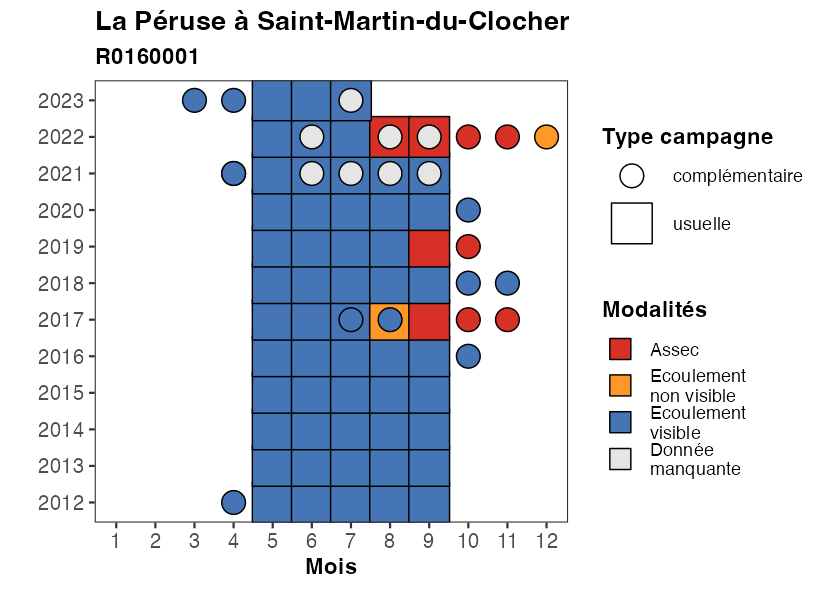 La Péruse à Saint-Martin-du-Clocher
R0160001
2023
2022
2021
2020
2019
2018
2017
2016
2015
2014
2013
2012
1 2 3 4 5 6 7 8 9 10 11 12
Mois
Type campagne
complémentaire
usuelle
Modalités
Assec
Ecoulement
non visible
Ecoulement
visible
Donnée
manquante